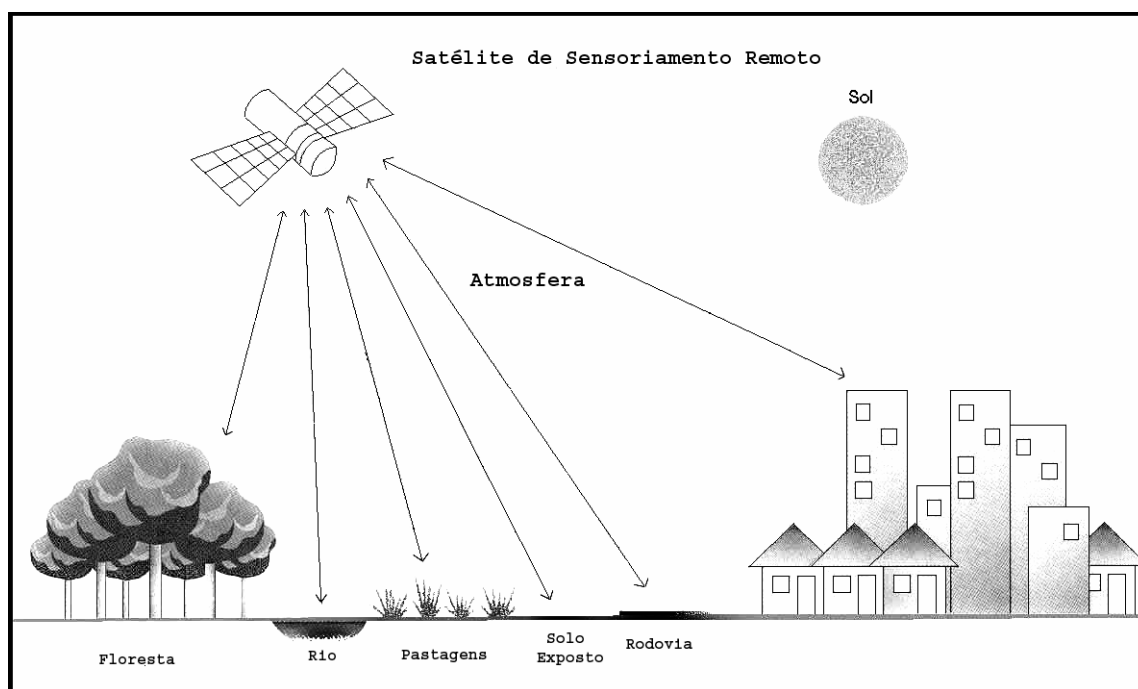 Satélite de Sensoriamento Remoto
Sol
Atmosfera
Floresta
Rio
Pastagens
Solo
Exposto
Rodovia